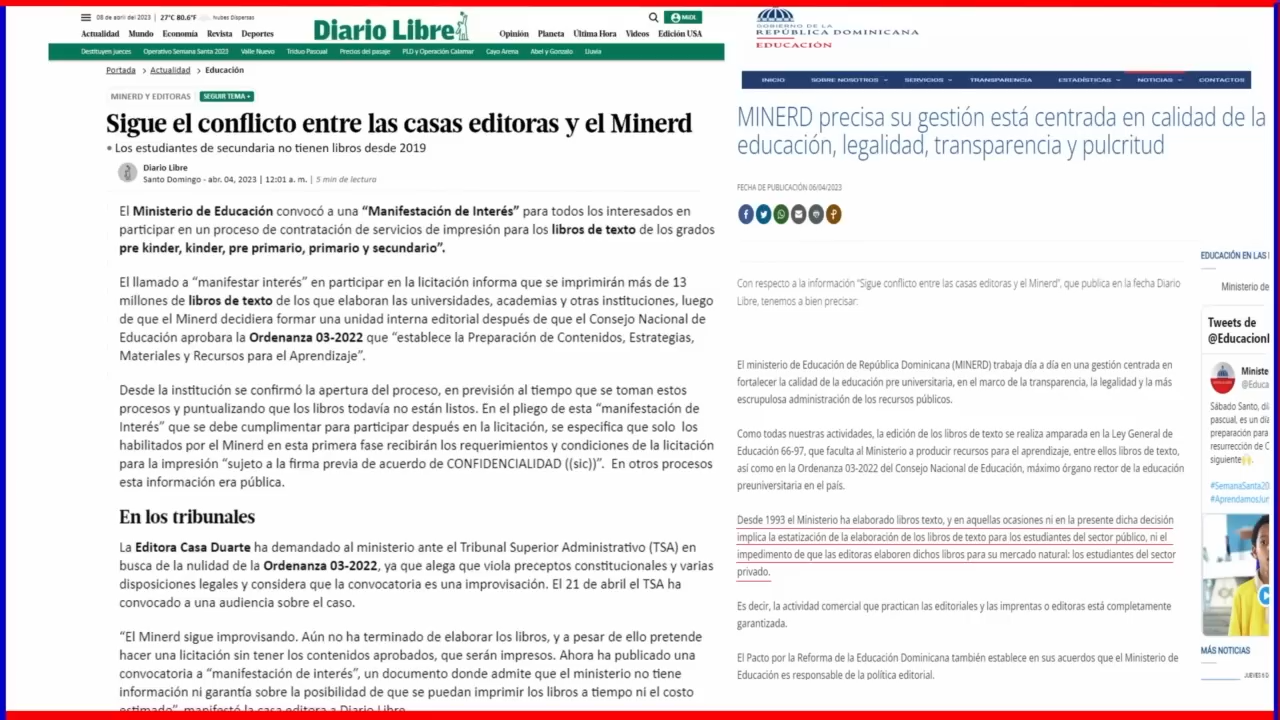 08 de abril del 2023 | 27°C 80.6°F Nubes Dispersas
Diario Libre
MiDL
Actualidad Mundo Economía Revista Deportes
Opinión Planeta Última Hora Videos Edición USA
Destituyen jueces Operativo Semana Santa 2023 Valle Nuevo Triduo Pascual Precios del pasaje PLD y Operación Calamar Cayo Arena Abel y Gonzalo Lluvia
Portada > Actualidad > Educación
MINERD Y EDITORAS SEGUIR TEMA +
Sigue el conflicto entre las casas editoras y el Minerd
• Los estudiantes de secundaria no tienen libros desde 2019
Diario Libre
Santo Domingo - abr. 04, 2023 | 12:01 a. m. | 5 min de lectura
El Ministerio de Educación convocó a una “Manifestación de Interés” para todos los interesados en
participar en un proceso de contratación de servicios de impresión para los libros de texto de los grados
pre kinder, kinder, pre primario, primario y secundario”.
El llamado a “manifestar interés” en participar en la licitación informa que se imprimirán más de 13
millones de libros de texto de los que elaboran las universidades, academias y otras instituciones, luego
de que el Minerd decidiera formar una unidad interna editorial después de que el Consejo Nacional de
Educación aprobara la Ordenanza 03-2022 que “establece la Preparación de Contenidos, Estrategias,
Materiales y Recursos para el Aprendizaje”.
Desde la institución se confirmó la apertura del proceso, en previsión al tiempo que se toman estos
procesos y puntualizando que los libros todavía no están listos. En el pliego de esta “manifestación de
Interés” que se debe cumplimentar para participar después en la licitación, se especifica que solo los
habilitados por el Minerd en esta primera fase recibirán los requerimientos y condiciones de la licitación
para la impresión “sujeto a la firma previa de acuerdo de CONFIDENCIALIDAD ((sic))”. En otros procesos
esta información era pública.
En los tribunales
La Editora Casa Duarte ha demandado al ministerio ante el Tribunal Superior Administrativo (TSA) en
busca de la nulidad de la Ordenanza 03-2022, ya que alega que viola preceptos constitucionales y varias
disposiciones legales y considera que la convocatoria es una improvisación. El 21 de abril el TSA ha
convocado a una audiencia sobre el caso.
“El Minerd sigue improvisando. Aún no ha terminado de elaborar los libros, y a pesar de ello pretende
hacer una licitación sin tener los contenidos aprobados, que serán impresos. Ahora ha publicado una
convocatoria a “manifestación de interés”, un documento donde admite que el ministerio no tiene
información ni garantía sobre la posibilidad de que se puedan imprimir los libros a tiempo ni el costo
estimado”, manifestó la casa editora a Diario Libre
GOBIERNO DE LA
REPÚBLICA DOMINICANA
EDUCACIÓN
INICIO SOBRE NOSOTROS SERVICIOS TRANSPARENCIA ESTADÍSTICAS NOTICIAS CONTACTOS
MINERD precisa su gestión está centrada en calidad de la
educación, legalidad, transparencia y pulcritud
FECHA DE PUBLICACIÓN 06/04/2023
Con respecto a la información “Sigue conflicto entre las casas editoras y el Minerd”, que publica en la fecha Diario
Libre, tenemos a bien precisar:
El ministerio de Educación de República Dominicana (MINERD) trabaja día a día en una gestión centrada en
fortalecer la calidad de la educación pre universitaria, en el marco de la transparencia, la legalidad y la más
escrupulosa administración de los recursos públicos.
Como todas nuestras actividades, la edición de los libros de texto se realiza amparada en la Ley General de
Educación 66-97, que faculta al Ministerio a producir recursos para el aprendizaje, entre ellos libros de texto,
así como en la Ordenanza 03-2022 del Consejo Nacional de Educación, máximo órgano rector de la educación
preuniversitaria en el país.
Desde 1993 el Ministerio ha elaborado libros texto, y en aquellas ocasiones ni en la presente dicha decisión
implica la estatización de la elaboración de los libros de texto para los estudiantes del sector público, ni el
impedimento de que las editoras elaboren dichos libros para su mercado natural: los estudiantes del sector
privado.
Es decir, la actividad comercial que practican las editoriales y las imprentas o editoras está completamente
garantizada.
El Pacto por la Reforma de la Educación Dominicana también establece en sus acuerdos que el Ministerio de
Educación es responsable de la política editorial.
EDUCACIÓN EN LAS
Ministerio de
Tweets de
@EducacionI
Ministe
@Educa
Sábado Santo, dí
pascual, es un día
preparación para
resurrección de C
siguiente🙌.
#SemanaSanta20
#AprendamosJun
MÁS NOTICIAS
JUEVES 6 D